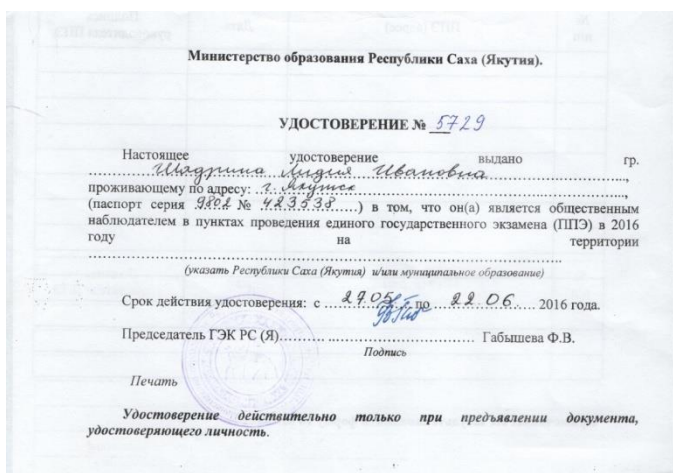 Министерство образования Республики Саха (Якутия).
УДОСТОВЕРЕНИЕ № 5729
Настоящее удостоверение выдано гр.
Шадрина Лидия Ивановна,
проживающему по адресу: г. Якутск,
(паспорт серия 9802 № 423538......) в том, что он(а) является общественным
наблюдателем в пунктах проведения единого государственного экзамена (ППЭ) в 2016
году на территории
(указать Республики Саха (Якутия) и/или муниципальное образование)
Срок действия удостоверения: с 27.05. по 22.06. 2016 года.
Председатель ГЭК РС (Я)................................ Габышева Ф.В.
Подпись
Печать
Удостоверение действительно только при предъявлении документа,
удостоверяющего личность.